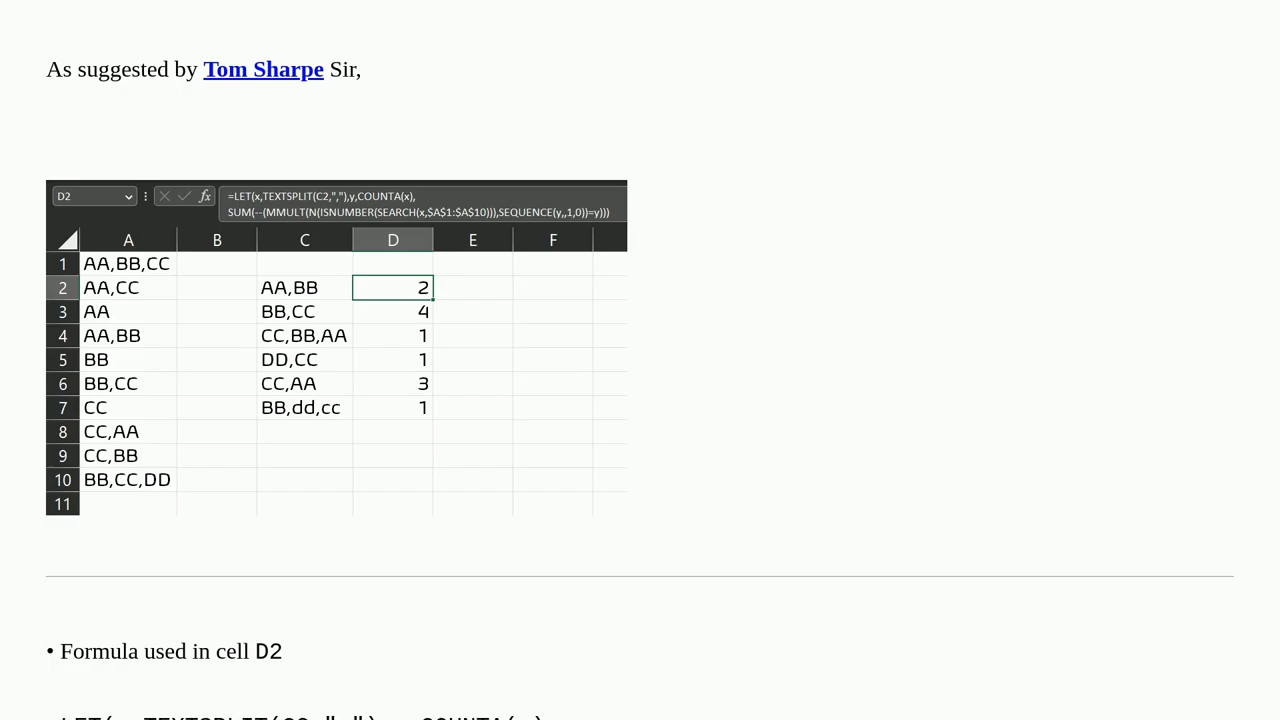 As suggested by Tom Sharpe Sir,
D2 fx =LET(x,TEXTSPLIT(C2,","),y,COUNTA(x),
SUM(--(MMULT(N(ISNUMBER(SEARCH(x,$A$1:$A$10))),SEQUENCE(y,,1,0))=y)))
A B C D E F
1 AA,BB,CC
2 AA,CC AA,BB 2
3 AA BB,CC 4
4 AA,BB CC,BB,AA 1
5 BB DD,CC 1
6 BB,CC CC,AA 3
7 CC BB,dd,cc 1
8 CC,AA
9 CC,BB
10 BB,CC,DD
11
• Formula used in cell D2